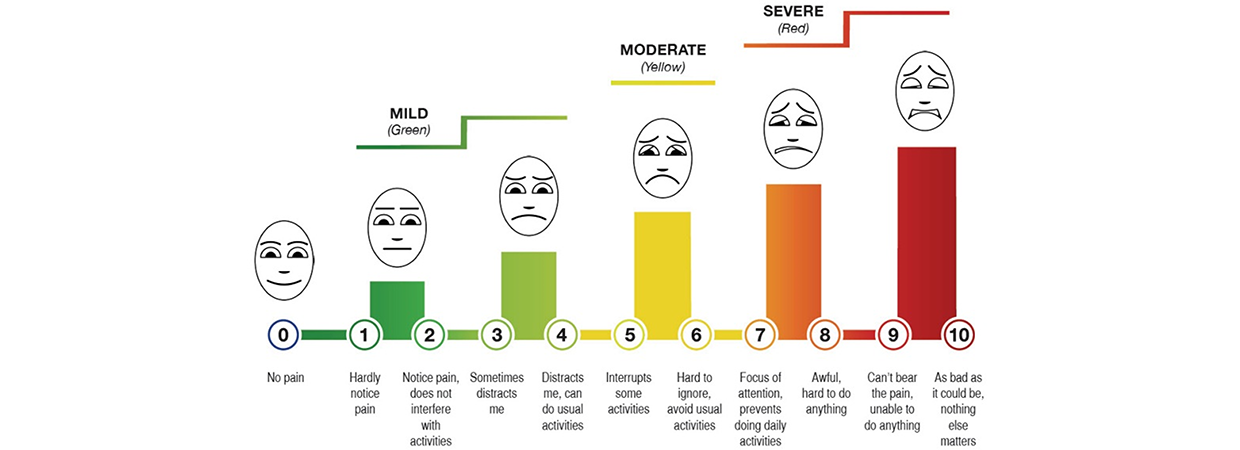 SEVERE
(Red)
MODERATE
(Yellow)
MILD
(Green)
0
1
2
3
4
5
6
7
8
9
10
No pain
Hardly
notice
pain
Notice pain,
does not
interfere
with
activities
Sometimes
distracts
me
Distracts
me, can
do usual
activities
Interrupts
some
activities
Hard to
ignore,
avoid usual
activities
Focus of
attention,
prevents
doing daily
activities
Awful,
hard to do
anything
Can't bear
the pain,
unable to
do anything
As bad as
it could be,
nothing
else
matters